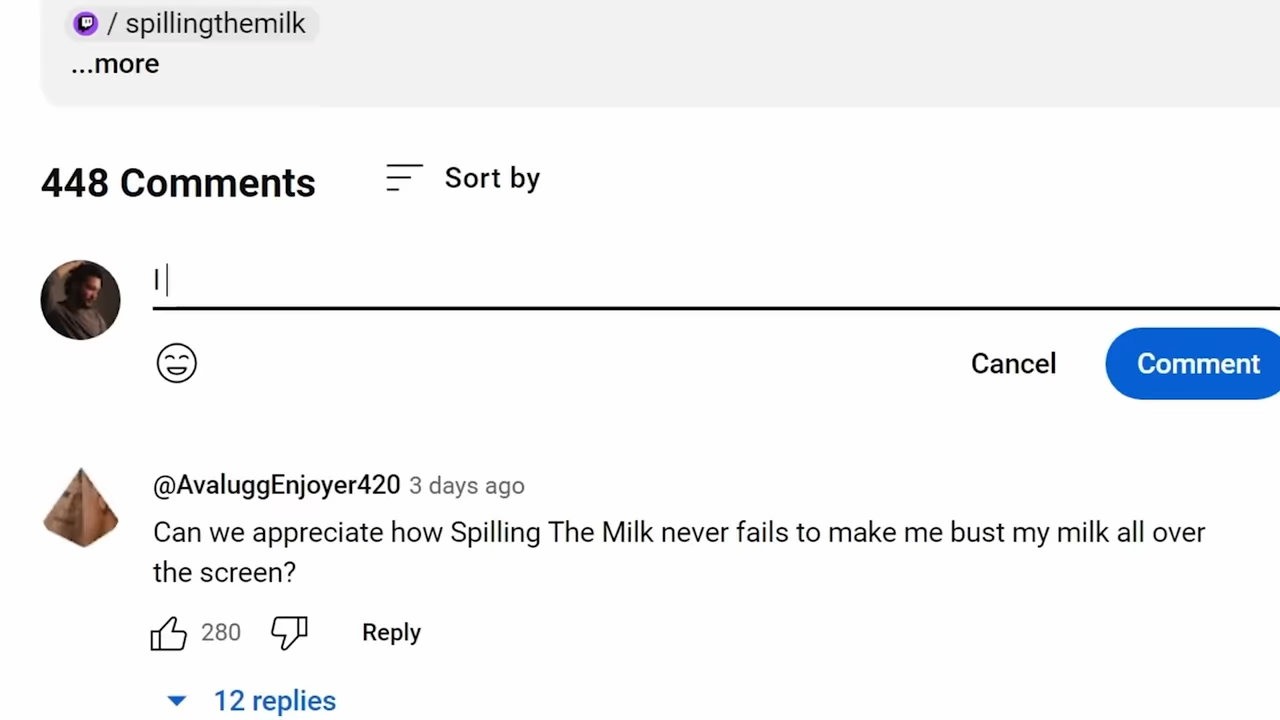 / spillingthemilk
...more
448 Comments
Sort by
I
Cancel
Comment
@AvaluggEnjoyer420 3 days ago
Can we appreciate how Spilling The Milk never fails to make me bust my milk all over
the screen?
280
Reply
12 replies